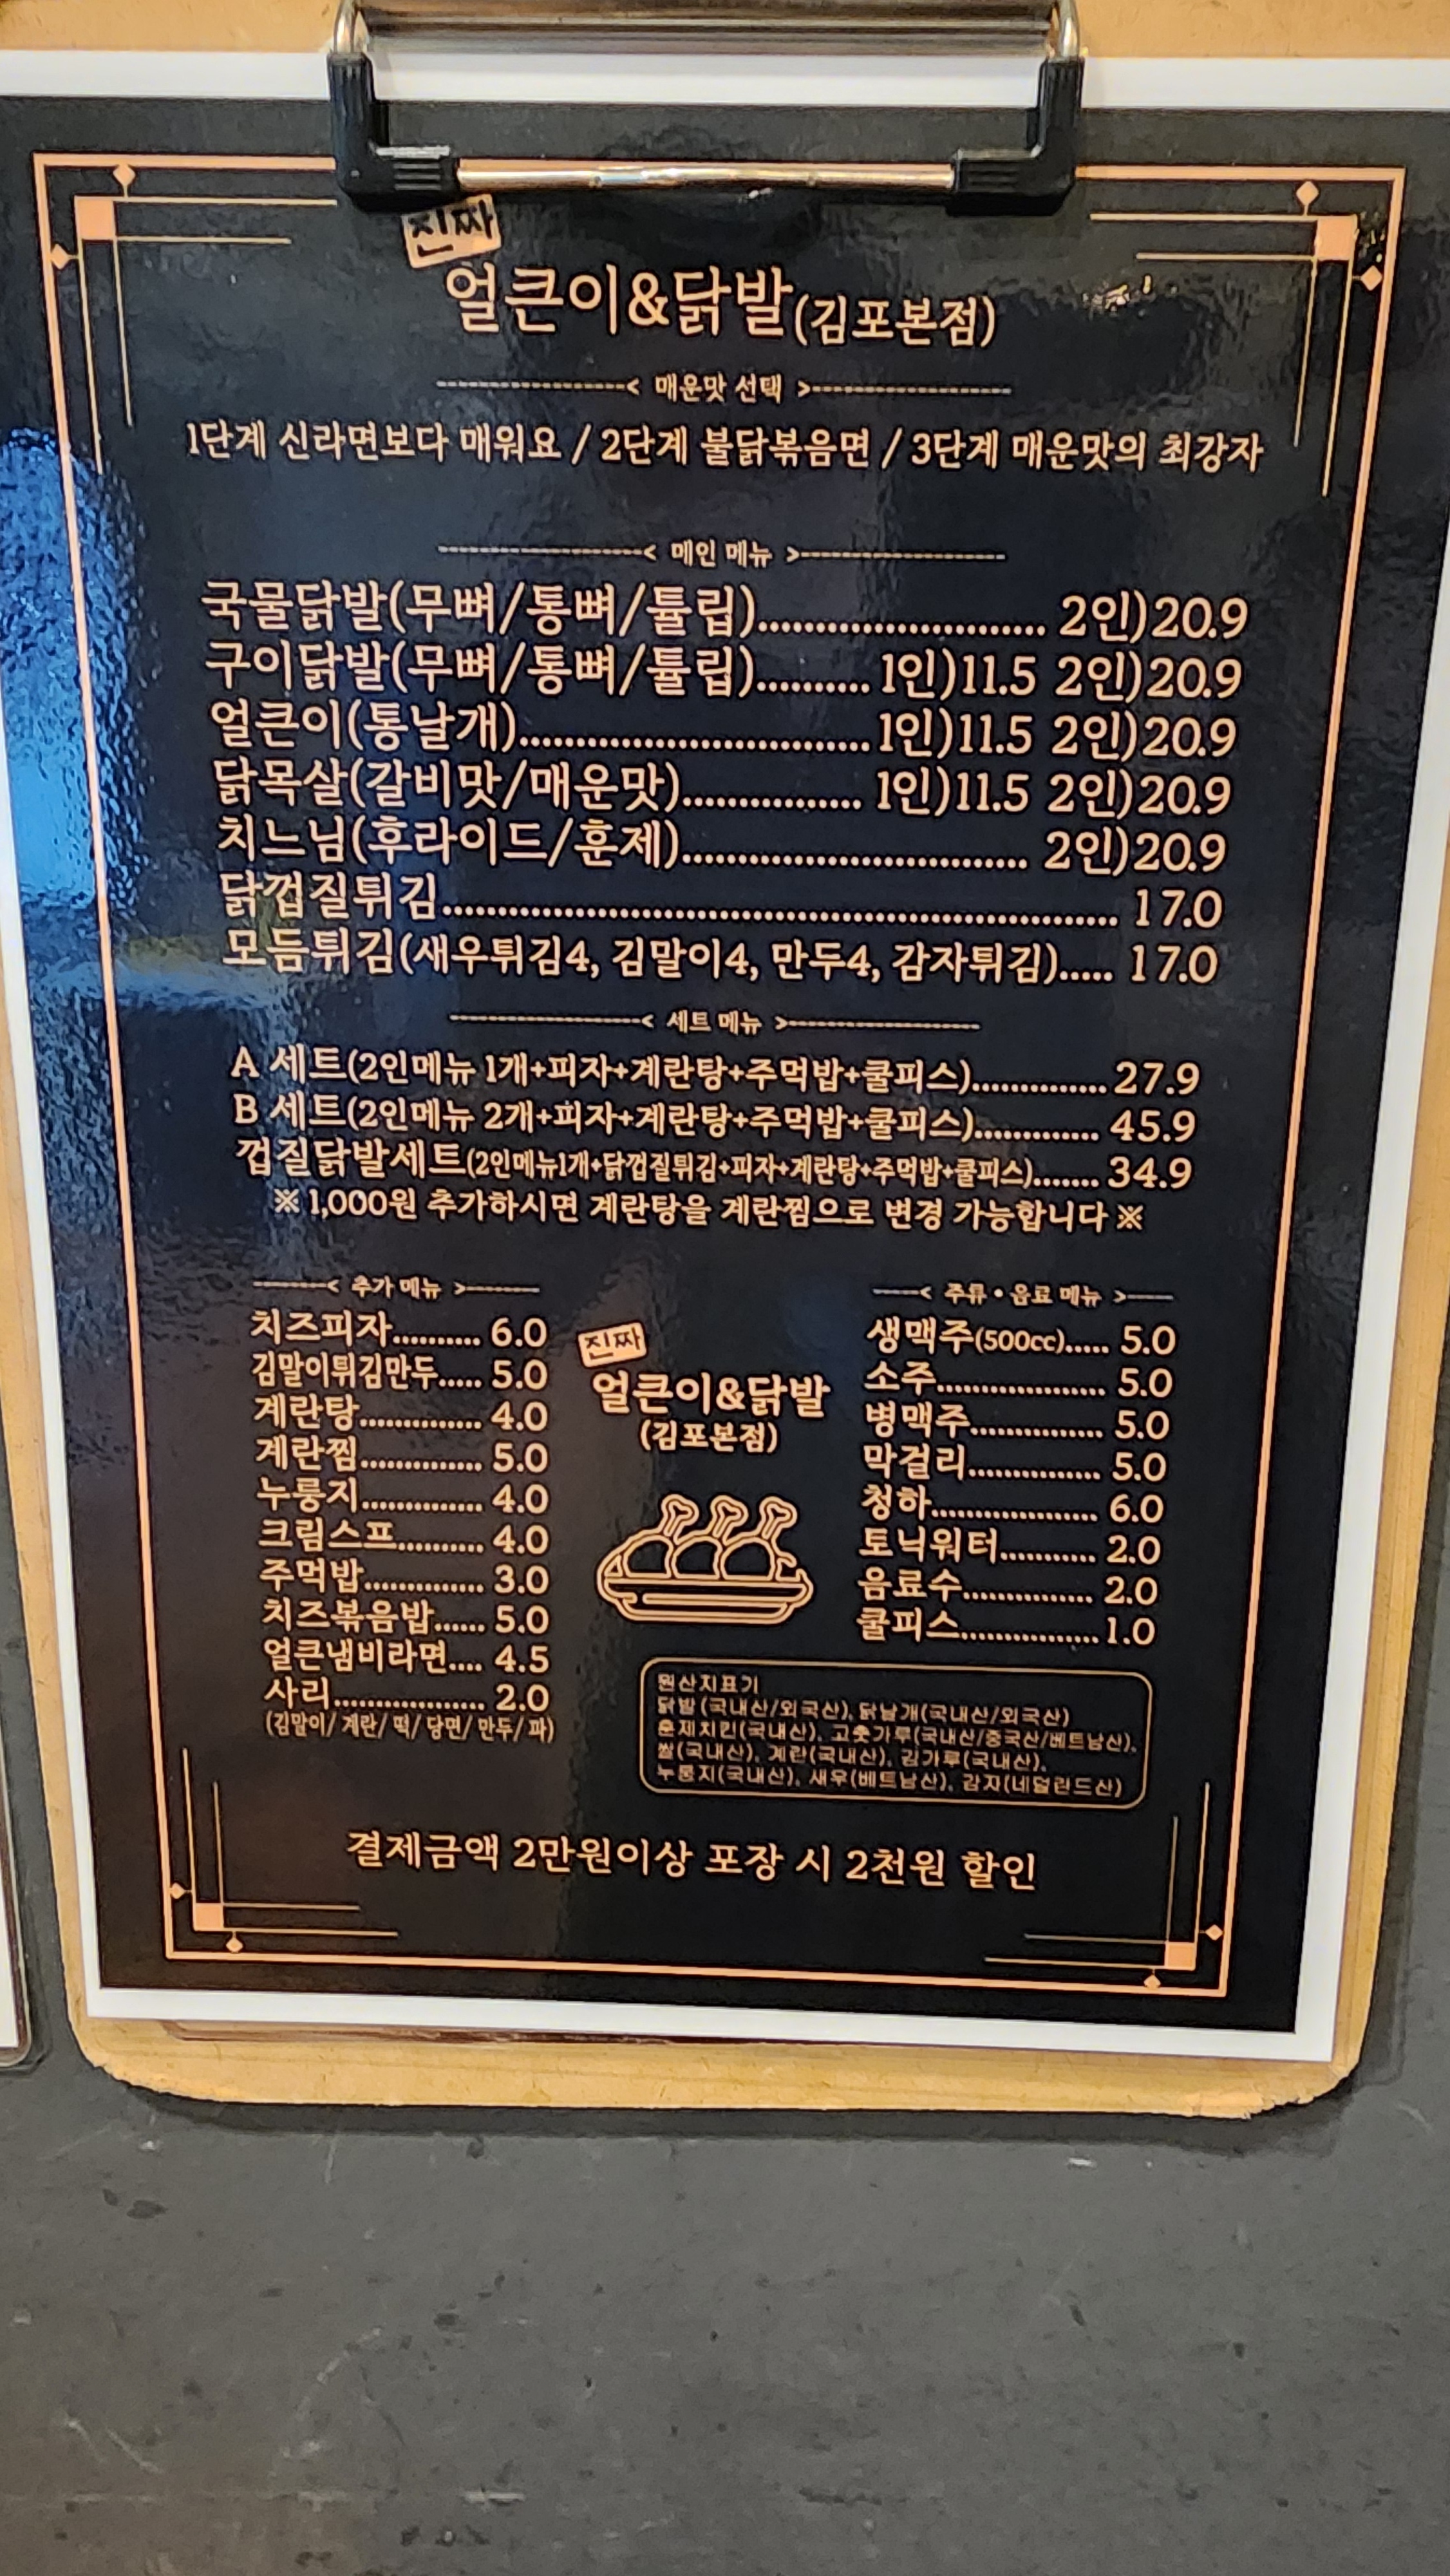 진짜
얼큰이&닭발(김포본점)
< 매운맛 선택 >
1단계 신라면보다 매워요 / 2단계 불닭볶음면 / 3단계 매운맛의 최강자
< 메인 메뉴 >
국물닭발(무뼈/통뼈/튤립)........................ 2인)20.9
구이닭발(무뼈/통뼈/튤립).......... 1인)11.5 2인)20.9
얼큰이(통날개)...............................1인)11.5 2인)20.9
닭목살(갈비맛/매운맛)................ 1인)11.5 2인)20.9
치느님(후라이드/훈제)............................... 2인)20.9
닭껍질튀김............................................................. 17.0
모듬튀김(새우튀김4, 김말이4, 만두4, 감자튀김)..... 17.0
< 세트 메뉴 >
A 세트(2인메뉴 1개+피자+계란탕+주먹밥+쿨피스)..............27.9
B 세트(2인메뉴 2개+피자+계란탕+주먹밥+쿨피스)............. 45.9
껍질닭발세트(2인메뉴1개+닭껍질튀김+피자+계란탕+주먹밥+쿨피스)........ 34.9
※ 1,000원 추가하시면 계란탕을 계란찜으로 변경 가능합니다 ※
< 추가 메뉴 >
치즈피자.......... 6.0
김말이튀김만두..... 5.0
계란탕.............. 4.0
계란찜.............. 5.0
누룽지.............. 4.0
크림스프.......... 4.0
주먹밥.............. 3.0
치즈볶음밥...... 5.0
얼큰냄비라면.... 4.5
사리.................. 2.0
(김말이/ 계란/ 떡/ 당면/ 만두/ 파)
진짜
얼큰이&닭발
(김포본점)
< 주류 • 음료 메뉴 >
생맥주(500cc)..... 5.0
소주.................... 5.0
병맥주................ 5.0
막걸리................ 5.0
청하.................... 6.0
토닉워터........... 2.0
음료수............... 2.0
쿨피스.................1.0
원산지표기
닭발(국내산/외국산), 닭날개(국내산/외국산)
훈제치킨(국내산), 고춧가루(국내산/중국산/베트남산),
쌀(국내산), 계란(국내산), 김가루(국내산),
누룽지(국내산), 새우(베트남산), 감자(네덜란드산)
결제금액 2만원이상 포장 시 2천원 할인